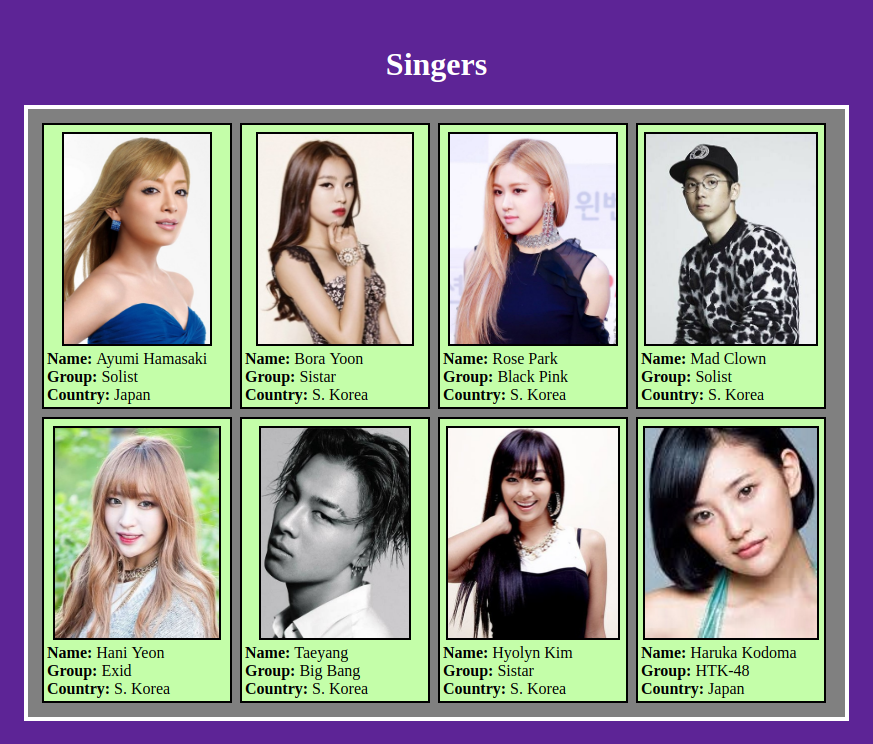 Singers
Name: Ayumi Hamasaki
Group: Solist
Country: Japan
Name: Bora Yoon
Group: Sistar
Country: S. Korea
위벤
Name: Rose Park
Group: Black Pink
Country: S. Korea
Name: Mad Clown
Group: Solist
Country: S. Korea
Name: Hani Yeon
Group: Exid
Country: S. Korea
Name: Taeyang
Group: Big Bang
Country: S. Korea
Name: Hyolyn Kim
Group: Sistar
Country: S. Korea
Name: Haruka Kodoma
Group: HTK-48
Country: Japan